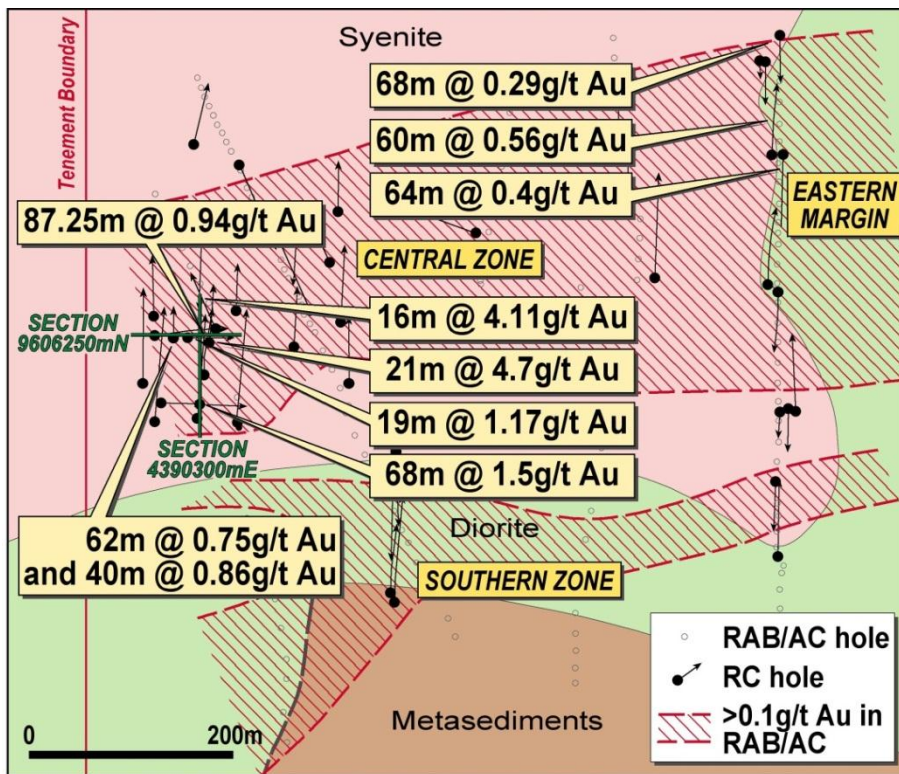 Syenite
Tenement Boundary
68m @ 0.29g/t Au
60m @ 0.56g/t Au
64m @ 0.4g/t Au
EASTERN
MARGIN
87.25m @ 0.94g/t Au
CENTRAL ZONE
SECTION
9606250mN
16m @ 4.11g/t Au
21m @ 4.7g/t Au
19m @ 1.17g/t Au
68m @ 1.5g/t Au
SECTION
4390300mE
62m @ 0.75g/t Au
and 40m @ 0.86g/t Au
Diorite
SOUTHERN ZONE
Metasediments
0
200m
RAB/AC hole
RC hole
>0.1g/t Au in
RAB/AC